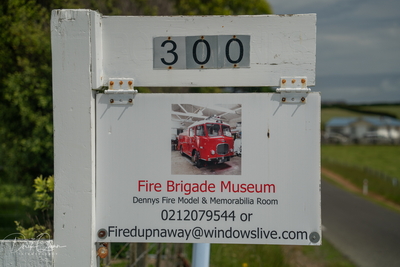 300
Fire Brigade Museum
Dennys Fire Model & Memorabilia Room
0212079544 or
Firedupnaway@windowslive.com